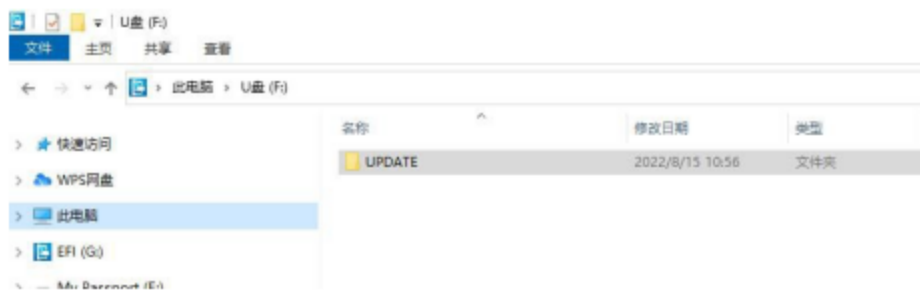 U盘 (F:)
文件 主页 共享 查看
此电脑 › U盘 (F:)
名称 修改日期 类型
快速访问
UPDATE 2022/8/15 10:56 文件夹
WPS网盘
此电脑
EFI (G:)
My Passport (E:)